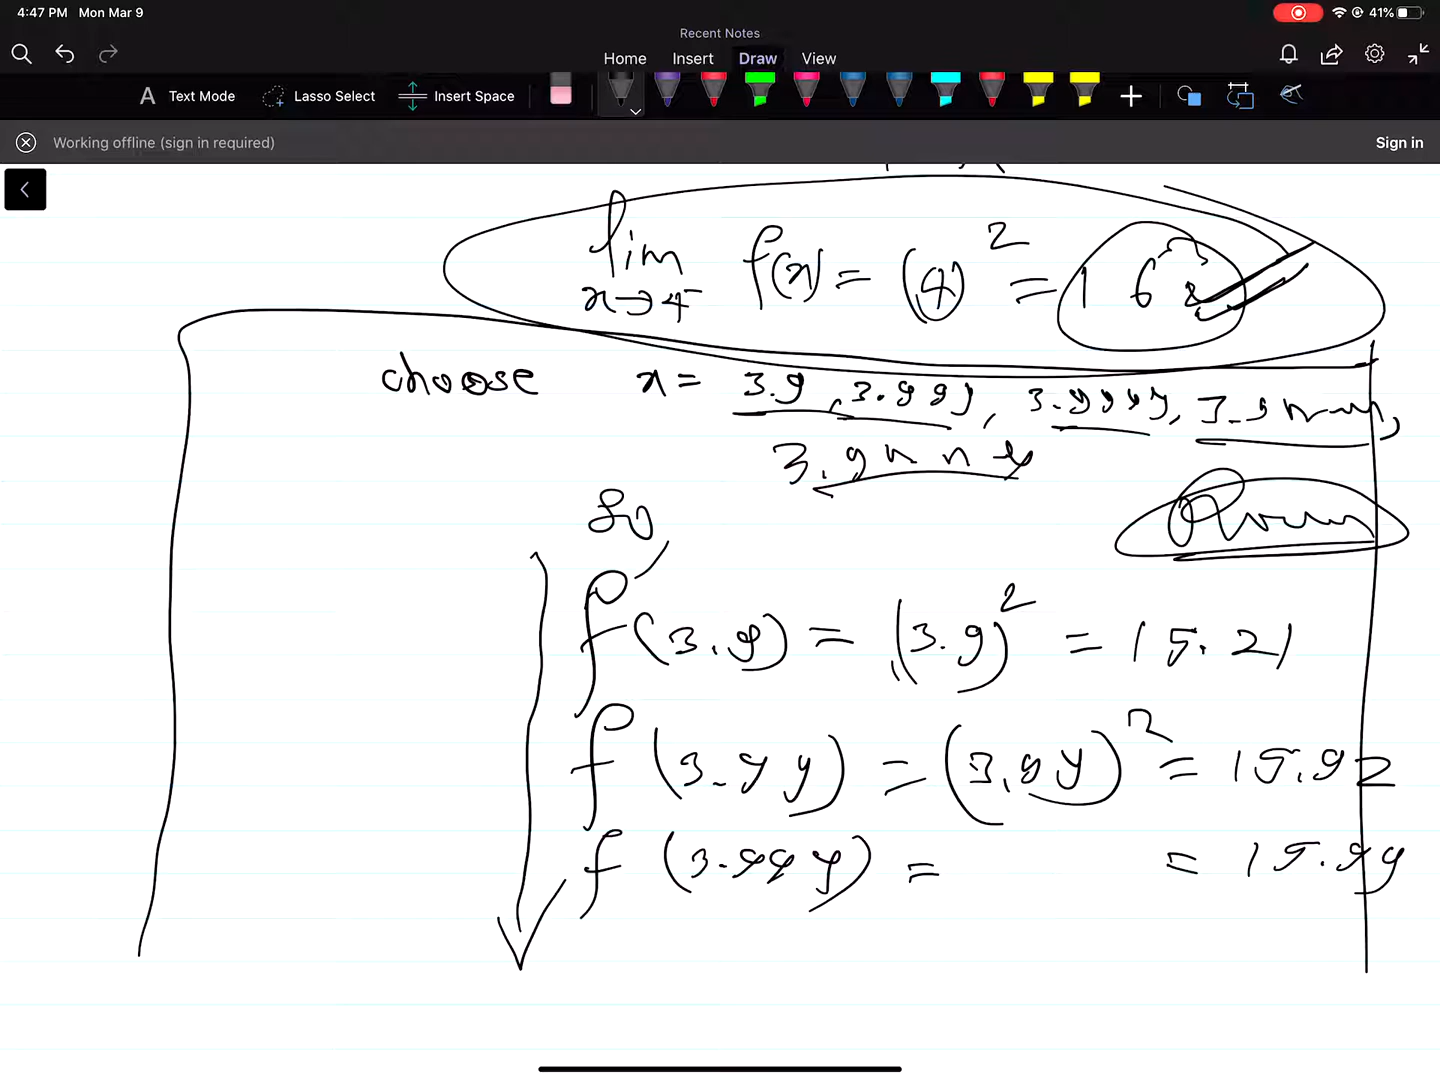 4:47 PM Mon Mar 9
41%
Recent Notes
Home Insert Draw View
Text Mode Lasso Select Insert Space
Working offline (sign in required) Sign in
lim f(x) = (4)² = 16
x→4⁻
choose x = 3.9, 3.999, 3.9999,
So,
f(3.9) = (3.9)² = 15.21
f(3.99) = (3.99)² = 15.92
f(3.999) = = 15.99